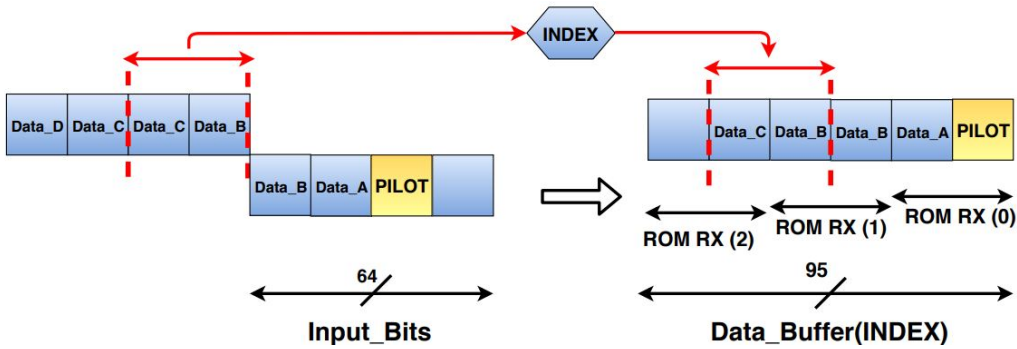 INDEX
Data_D Data_C Data_C Data_B
Data_C Data_B Data_B Data_A PILOT
Data_B Data_A PILOT
ROM RX (2) ROM RX (1) ROM RX (0)
64
95
Input_Bits
Data_Buffer(INDEX)